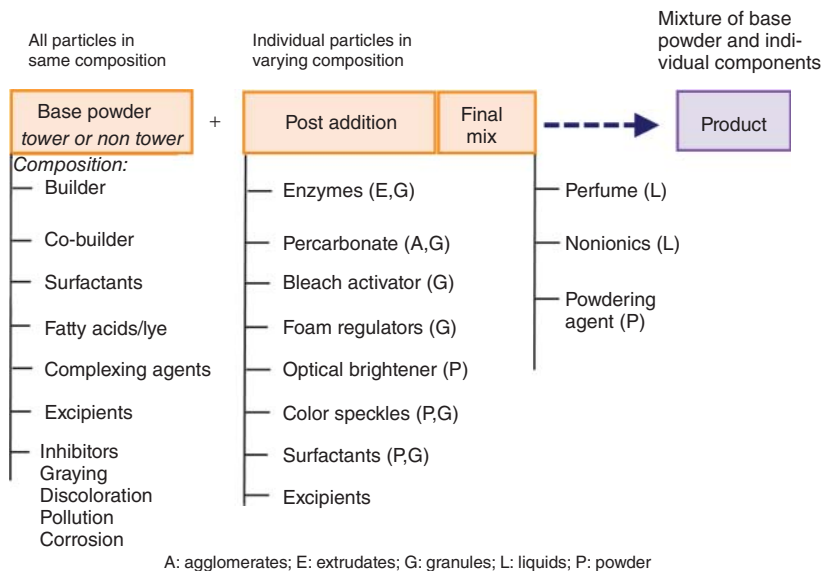 All particles in
same composition
Individual particles in
varying composition
Mixture of base
powder and indi-
vidual components
Base powder
tower or non tower
+
Post addition
Final
mix
Product
Composition:
Builder
Co-builder
Surfactants
Fatty acids/lye
Complexing agents
Excipients
Inhibitors
Graying
Discoloration
Pollution
Corrosion
Enzymes (E,G)
Percarbonate (A,G)
Bleach activator (G)
Foam regulators (G)
Optical brightener (P)
Color speckles (P,G)
Surfactants (P,G)
Excipients
Perfume (L)
Nonionics (L)
Powdering
agent (P)
A: agglomerates; E: extrudates; G: granules; L: liquids; P: powder